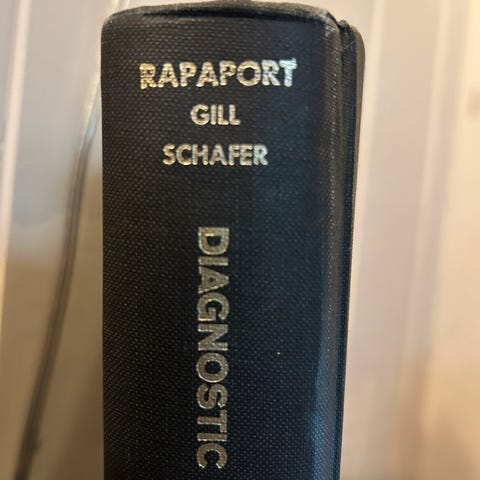 RAPAPORT
GILL
SCHAFER
DIAGNOSTIC